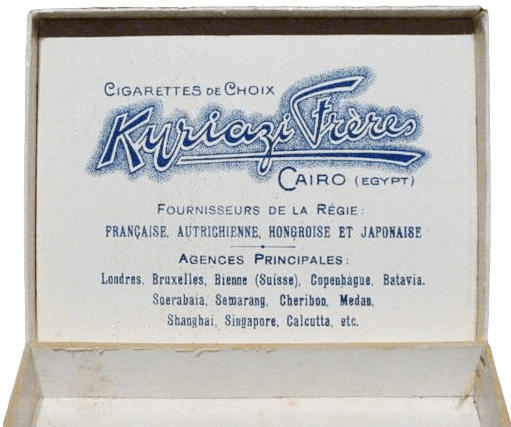 CIGARETTES DE CHOIX
Kyriazi Frères
CAIRO (EGYPT)
FOURNISSEURS DE LA RÉGIE:
FRANÇAISE, AUTRICHIENNE, HONGROISE ET JAPONAISE
AGENCES PRINCIPALES:
Londres, Bruxelles, Bienne (Suisse), Copenhague, Batavia.
Soerabaia, Semarang, Cheribon, Medan,
Shanghai, Singapore, Calcutta, etc.